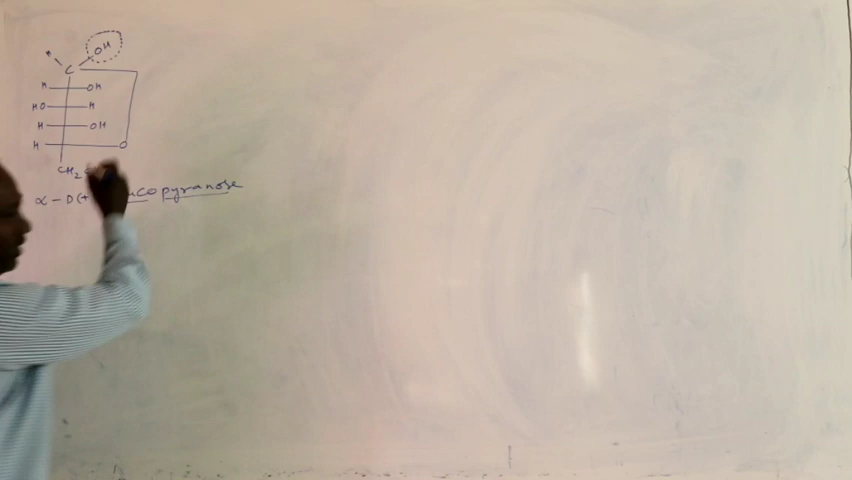 H OH
C
H OH
HO H
H OH
H O
CH2
α - D(+ ucopyranose